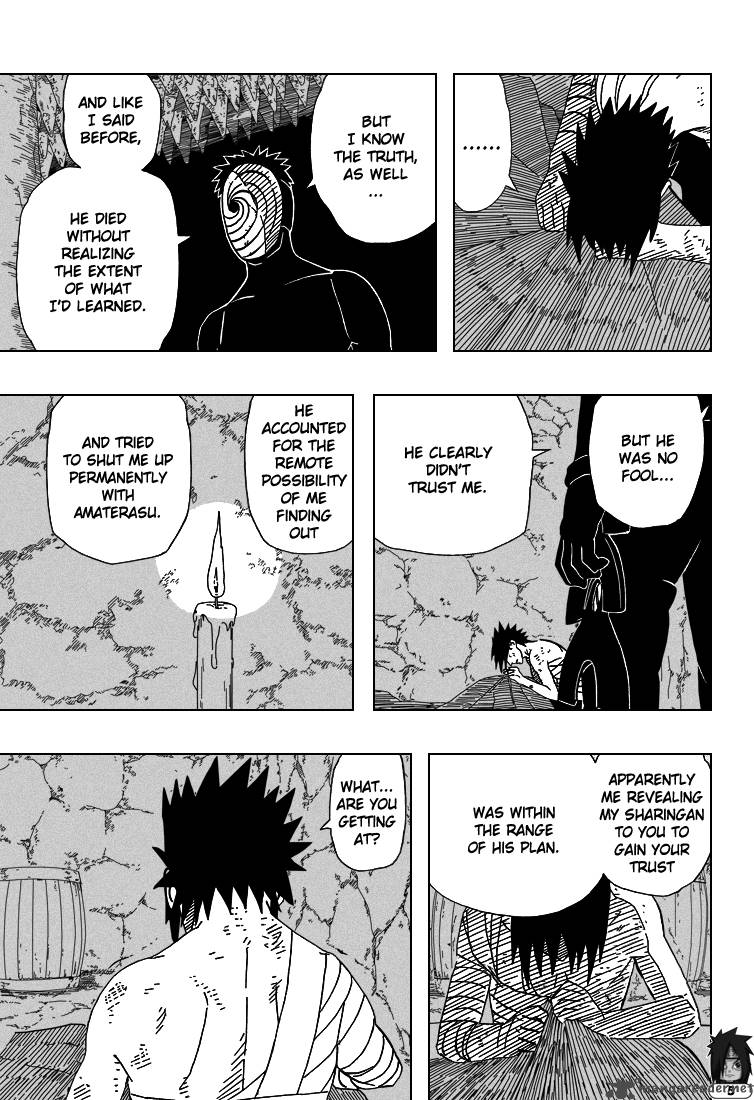 ......
BUT
I KNOW
THE TRUTH,
AS WELL
...
AND LIKE
I SAID
BEFORE,
HE DIED
WITHOUT
REALIZING
THE EXTENT
OF WHAT
I'D LEARNED.
BUT HE
WAS NO
FOOL...
HE CLEARLY
DIDN'T
TRUST ME.
HE
ACCOUNTED
FOR THE
REMOTE
POSSIBILITY
OF ME
FINDING
OUT
AND TRIED
TO SHUT ME UP
PERMANENTLY
WITH
AMATERASU.
APPARENTLY
ME REVEALING
MY SHARINGAN
TO YOU TO
GAIN YOUR
TRUST
WAS WITHIN
THE RANGE
OF HIS PLAN.
WHAT...
ARE YOU
GETTING
AT?
mangareader.net
5